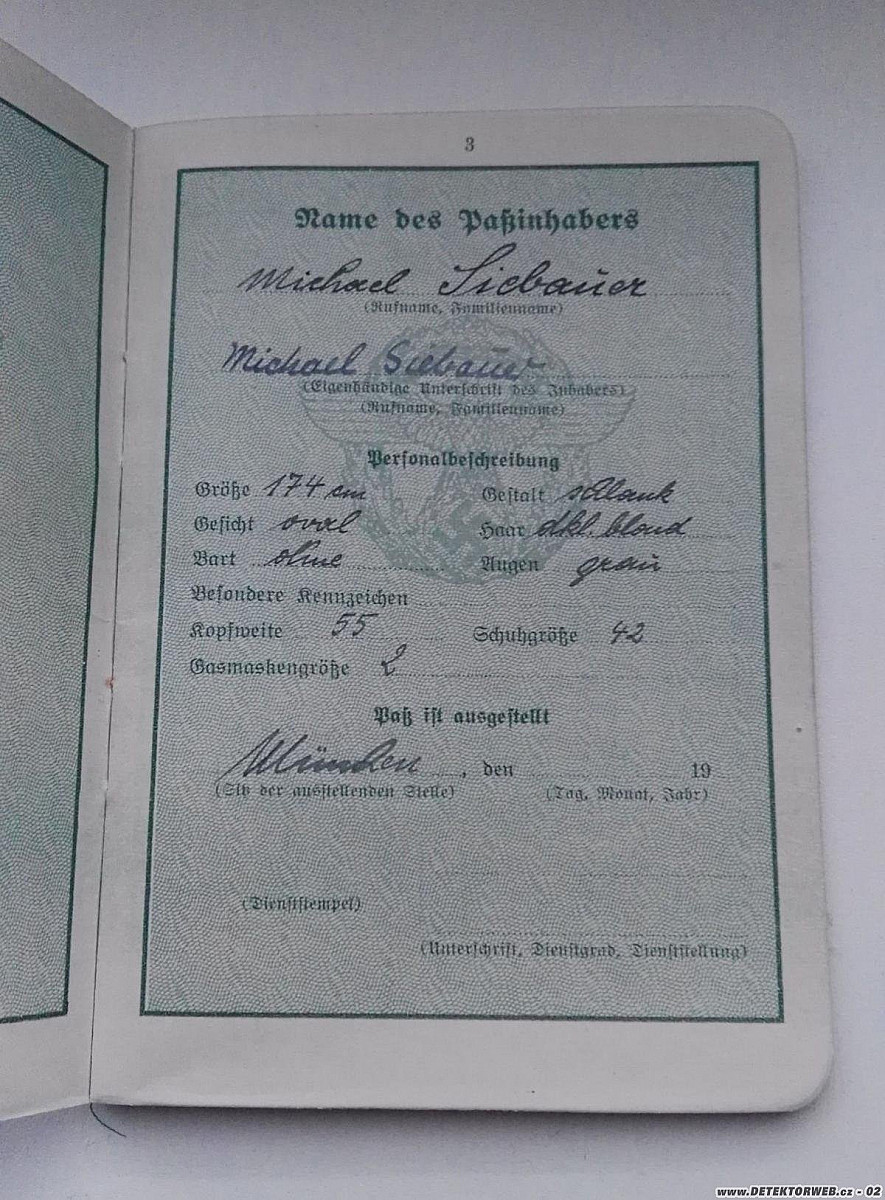 3
Name des Paßinhabers
Michael Siebauer
(Rufname, Familienname)
Michael Siebauer
(Eigenhändige Unterschrift des Inhabers)
(Rufname, Familienname)
Personalbeschreibung
Größe 174 cm Gestalt schlank
Gesicht oval Haar dkl. blond
Bart ohne Augen grau
Besondere Kennzeichen
Kopfweite 55 Schuhgröße 42
Gasmaskengröße 2
Paß ist ausgestellt
München, den 19
(Sitz der ausstellenden Stelle) (Tag, Monat, Jahr)
(Dienststempel)
(Unterschrift, Dienstgrad, Dienststellung)
www.DETEKTORWEB.cz - 02